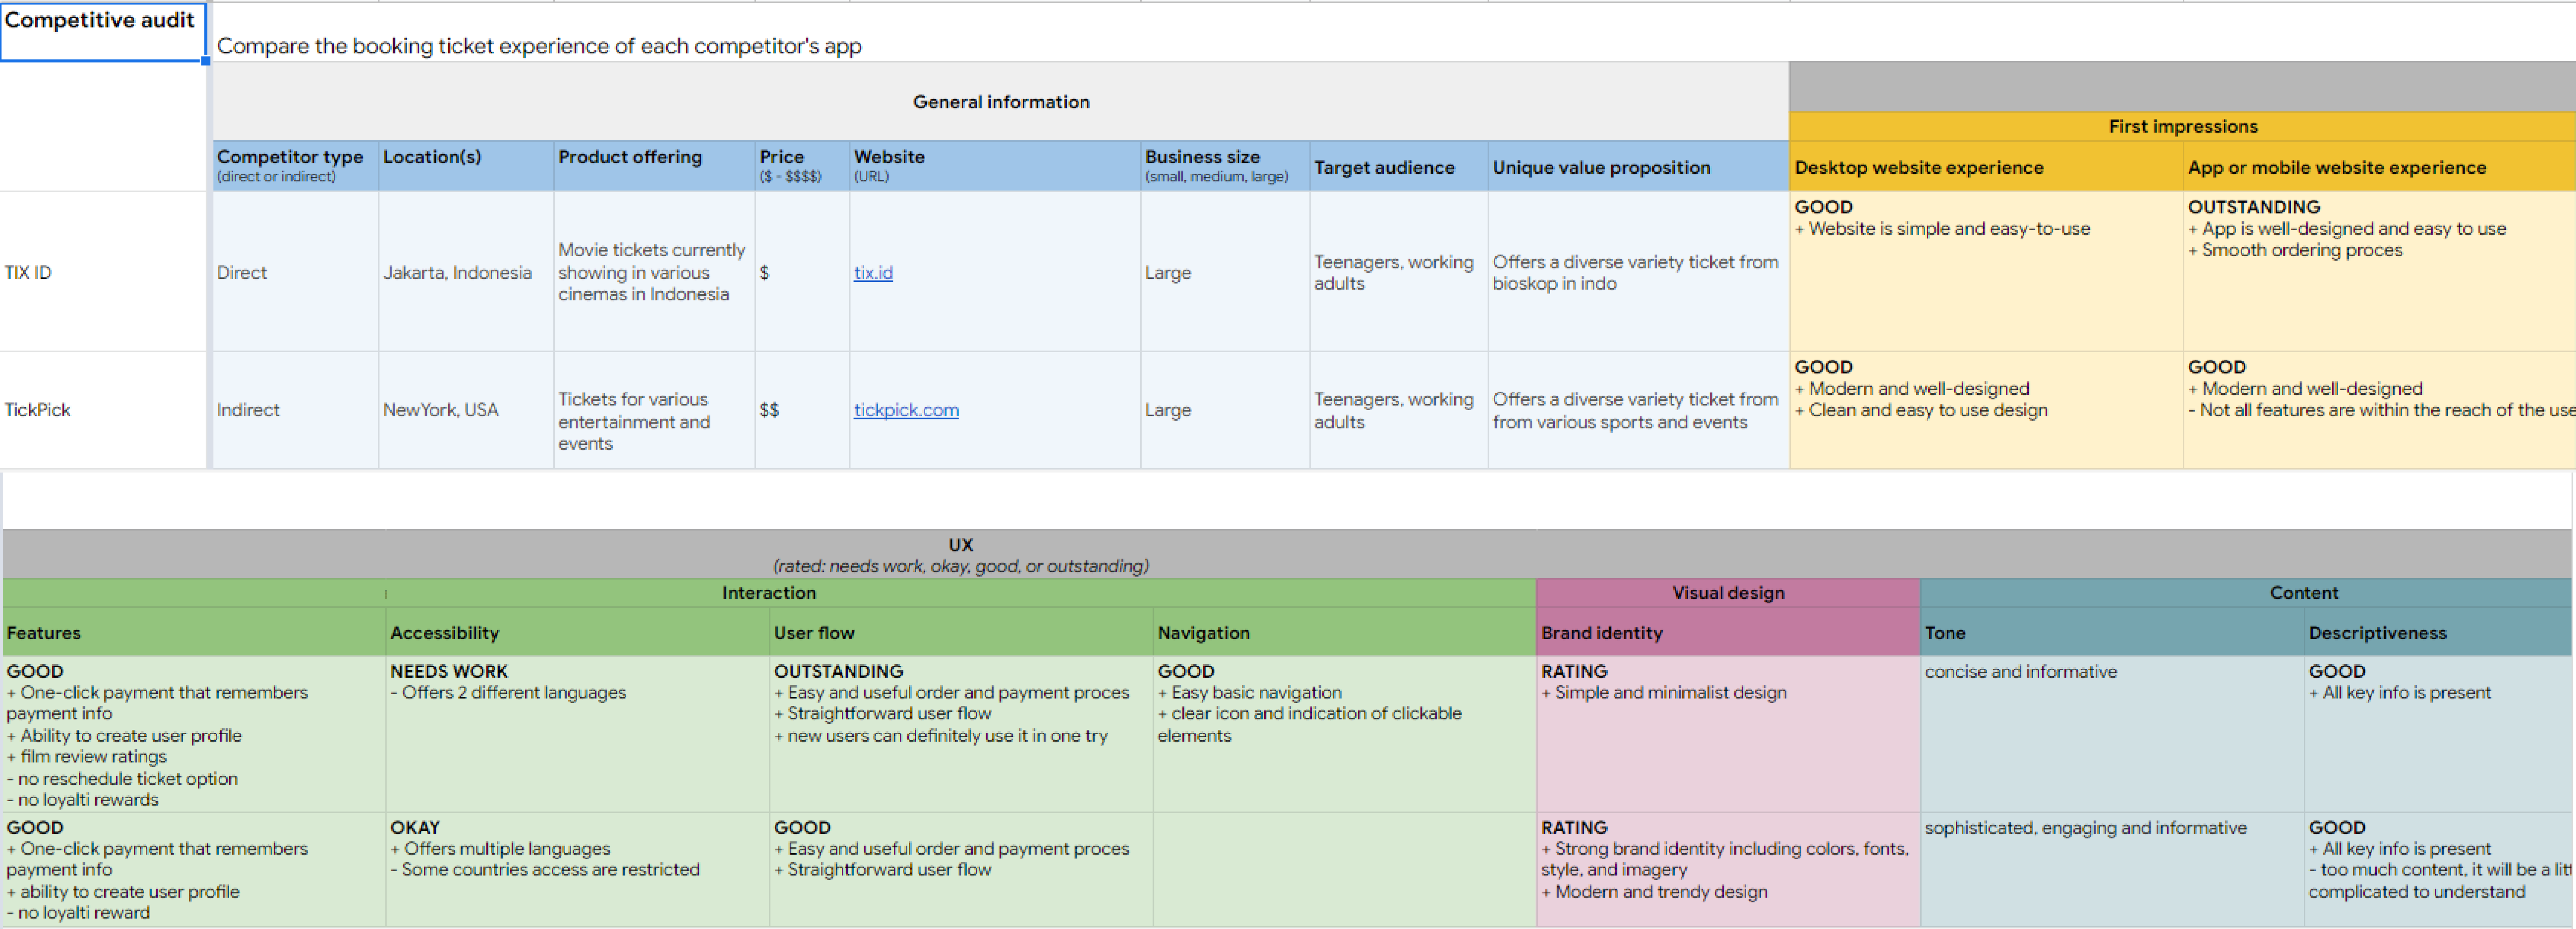 Competitive audit
Compare the booking ticket experience of each competitor's app
General information
First impressions
Competitor type
(direct or indirect)
Location(s)
Product offering
Price
($ - $$$$)
Website
(URL)
Business size
(small, medium, large)
Target audience
Unique value proposition
Desktop website experience
App or mobile website experience
TIX ID
Direct
Jakarta, Indonesia
Movie tickets currently
showing in various
cinemas in Indonesia
$
tix.id
Large
Teenagers, working
adults
Offers a diverse variety ticket from
bioskop in indo
GOOD
+ Website is simple and easy-to-use
OUTSTANDING
+ App is well-designed and easy to use
+ Smooth ordering proces
TickPick
Indirect
NewYork, USA
Tickets for various
entertainment and
events
$$
tickpick.com
Large
Teenagers, working
adults
Offers a diverse variety ticket from
from various sports and events
GOOD
+ Modern and well-designed
+ Clean and easy to use design
GOOD
+ Modern and well-designed
- Not all features are within the reach of the use
UX
(rated: needs work, okay, good, or outstanding)
Interaction
Visual design
Content
Features
Accessibility
User flow
Navigation
Brand identity
Tone
Descriptiveness
GOOD
+ One-click payment that remembers
payment info
+ Ability to create user profile
+ film review ratings
- no reschedule ticket option
- no loyalti rewards
NEEDS WORK
- Offers 2 different languages
OUTSTANDING
+ Easy and useful order and payment proces
+ Straightforward user flow
+ new users can definitely use it in one try
GOOD
+ Easy basic navigation
+ clear icon and indication of clickable
elements
RATING
+ Simple and minimalist design
concise and informative
GOOD
+ All key info is present
GOOD
+ One-click payment that remembers
payment info
+ ability to create user profile
- no loyalti reward
OKAY
+ Offers multiple languages
- Some countries access are restricted
GOOD
+ Easy and useful order and payment proces
+ Straightforward user flow
RATING
+ Strong brand identity including colors, fonts,
style, and imagery
+ Modern and trendy design
sophisticated, engaging and informative
GOOD
+ All key info is present
- too much content, it will be a litt
complicated to understand